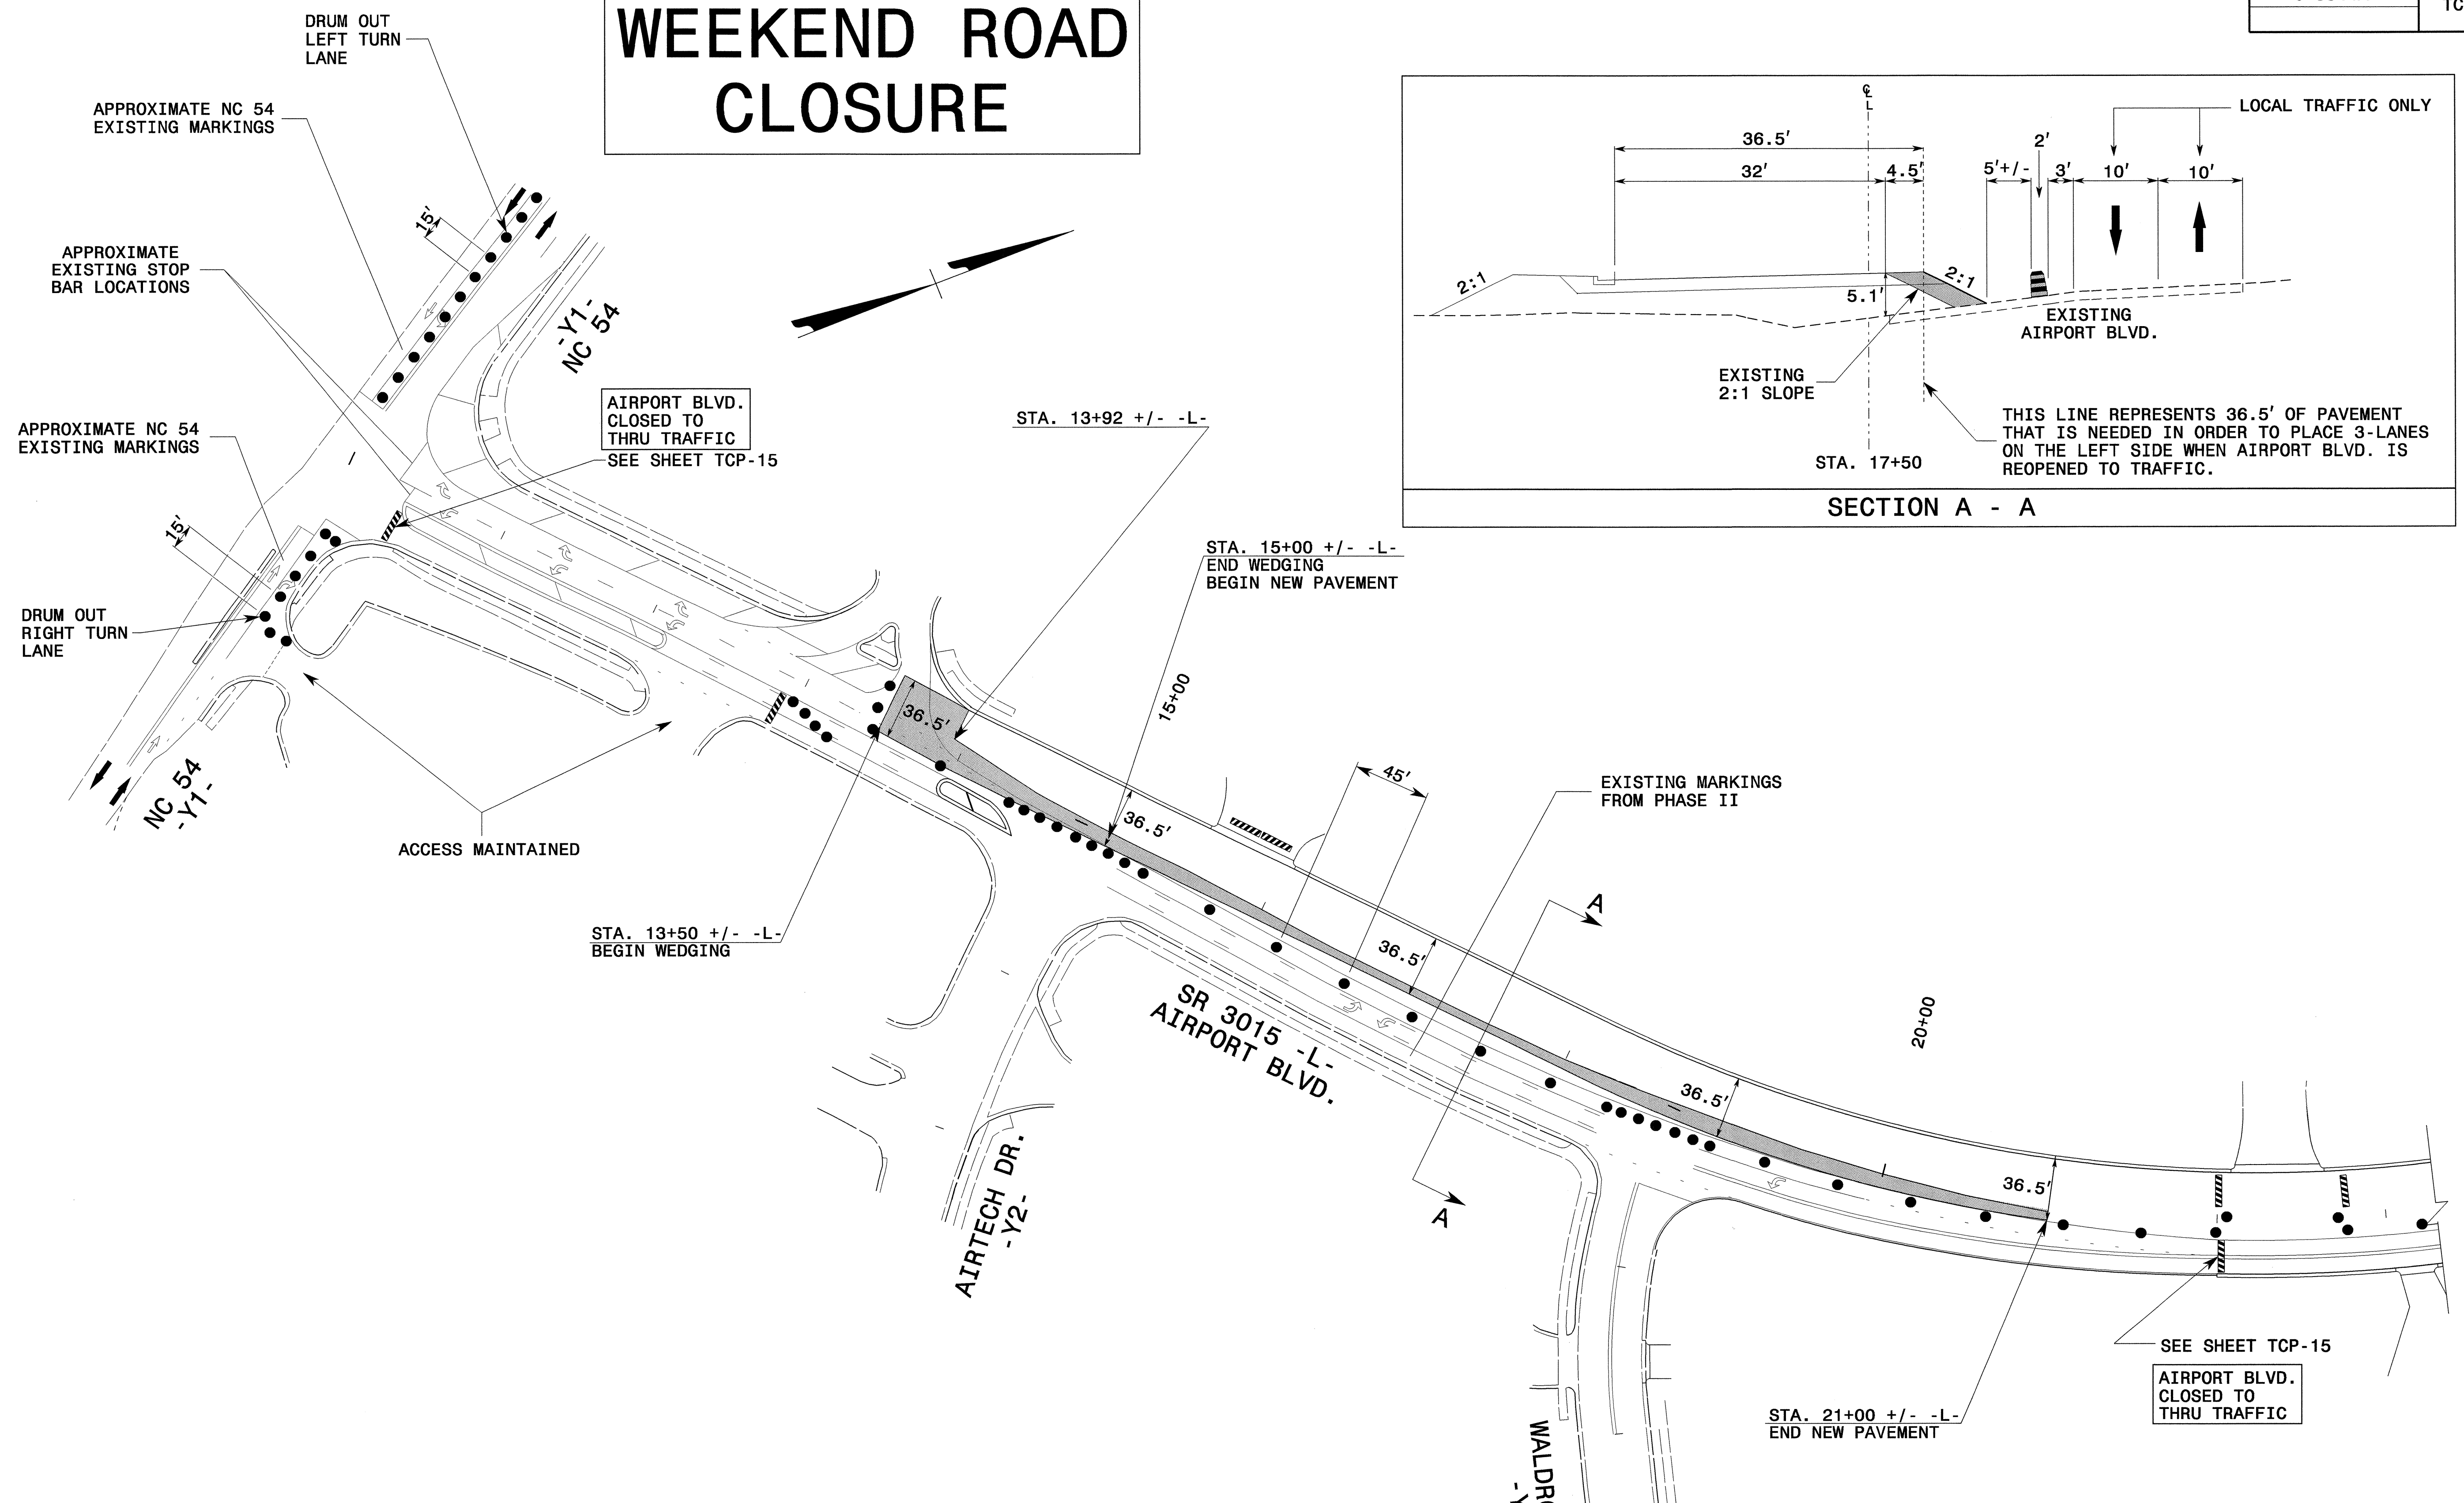 WEEKEND ROAD
CLOSURE
TC
DRUM OUT
LEFT TURN
LANE
APPROXIMATE NC 54
EXISTING MARKINGS
15'
APPROXIMATE
EXISTING STOP
BAR LOCATIONS
-Y1-
NC 54
APPROXIMATE NC 54
EXISTING MARKINGS
AIRPORT BLVD.
CLOSED TO
THRU TRAFFIC
SEE SHEET TCP-15
15'
DRUM OUT
RIGHT TURN
LANE
NC 54
-Y1-
ACCESS MAINTAINED
STA. 13+92 +/- -L-
STA. 15+00 +/- -L-
END WEDGING
BEGIN NEW PAVEMENT
15+00
36.5'
36.5'
STA. 13+50 +/- -L-
BEGIN WEDGING
45'
EXISTING MARKINGS
FROM PHASE II
A
36.5'
SR 3015 -L-
AIRPORT BLVD.
A
AIRTECH DR.
-Y2-
36.5'
20+00
36.5'
STA. 21+00 +/- -L-
END NEW PAVEMENT
SEE SHEET TCP-15
AIRPORT BLVD.
CLOSED TO
THRU TRAFFIC
℄
L
LOCAL TRAFFIC ONLY
36.5'
2'
32'
4.5'
5'+/-
3'
10'
10'
2:1
2:1
5.1'
EXISTING
AIRPORT BLVD.
EXISTING
2:1 SLOPE
THIS LINE REPRESENTS 36.5' OF PAVEMENT
THAT IS NEEDED IN ORDER TO PLACE 3-LANES
ON THE LEFT SIDE WHEN AIRPORT BLVD. IS
REOPENED TO TRAFFIC.
STA. 17+50
SECTION A - A